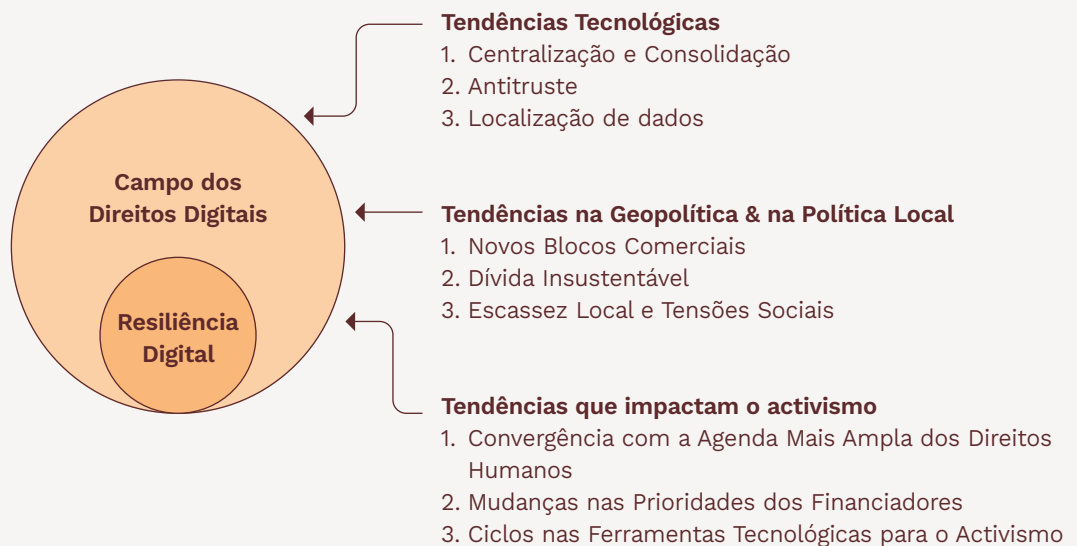 Tendências Tecnológicas
1. Centralização e Consolidação
2. Antitruste
3. Localização de dados
Campo dos
Direitos Digitais
Tendências na Geopolítica & na Política Local
1. Novos Blocos Comerciais
2. Dívida Insustentável
3. Escassez Local e Tensões Sociais
Resiliência
Digital
Tendências que impactam o activismo
1. Convergência com a Agenda Mais Ampla dos Direitos
Humanos
2. Mudanças nas Prioridades dos Financiadores
3. Ciclos nas Ferramentas Tecnológicas para o Activismo